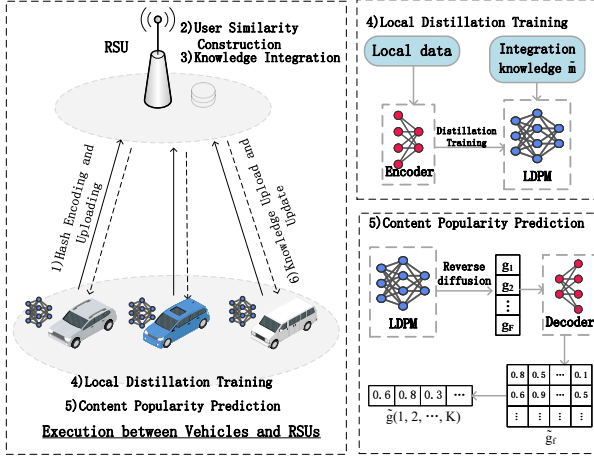 2)User Similarity
Construction
3)Knowledge Integration
RSU
1)Hash Encoding and
Uploading
6)Knowledge Upload and
Update
4)Local Distillation Training
5)Content Popularity Prediction
Execution between Vehicles and RSUs
4)Local Distillation Training
Local data
Integration
knowledge m̃
Distillation
Training
Encoder
LDPM
5)Content Popularity Prediction
Reverse
diffusion
g₁
g₂
⋮
g_F
LDPM
Decoder
0.8 0.5 ⋯ 0.1
0.6 0.9 ⋯ 0.5
⋮ ⋮ ⋮ ⋮
g̃_f
0.6 0.8 0.3 ⋯
g̃(1, 2, ⋯, K)